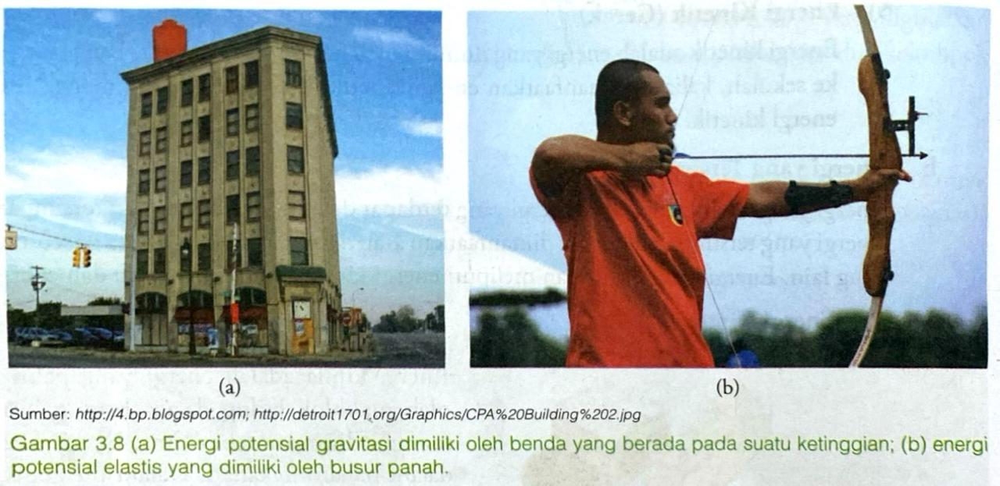 (a)
(b)
Sumber: http://4.bp.blogspot.com; http://detroit1701.org/Graphics/CPA%20Building%202.jpg
Gambar 3.8 (a) Energi potensial gravitasi dimiliki oleh benda yang berada pada suatu ketinggian; (b) energi
potensial elastis yang dimiliki oleh busur panah.